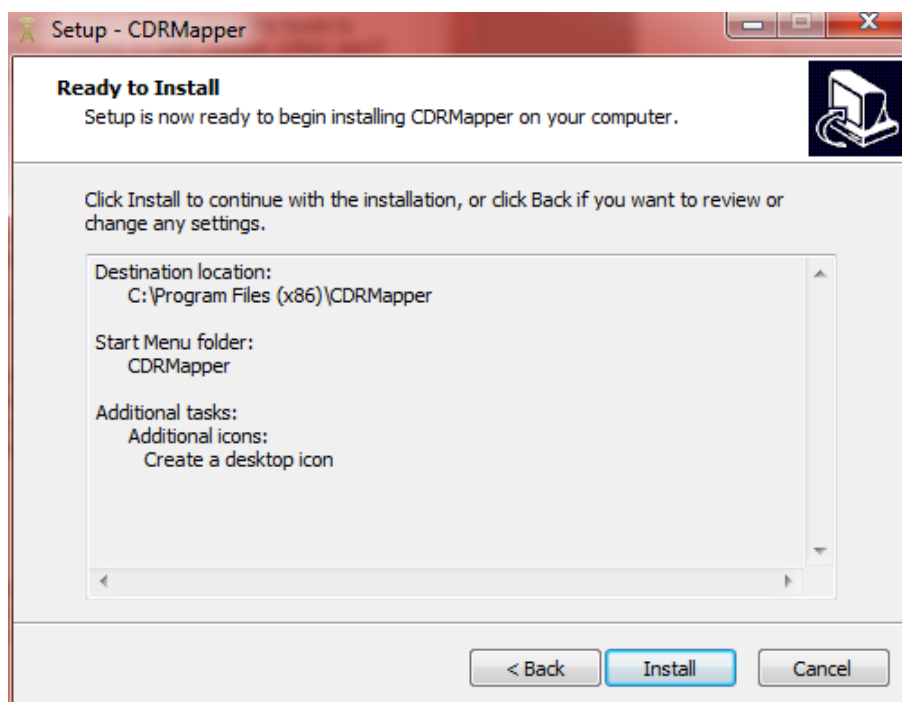 Setup - CDRMapper
Ready to Install
Setup is now ready to begin installing CDRMapper on your computer.
Click Install to continue with the installation, or click Back if you want to review or
change any settings.
Destination location:
C:\Program Files (x86)\CDRMapper
Start Menu folder:
CDRMapper
Additional tasks:
Additional icons:
Create a desktop icon
< Back
Install
Cancel